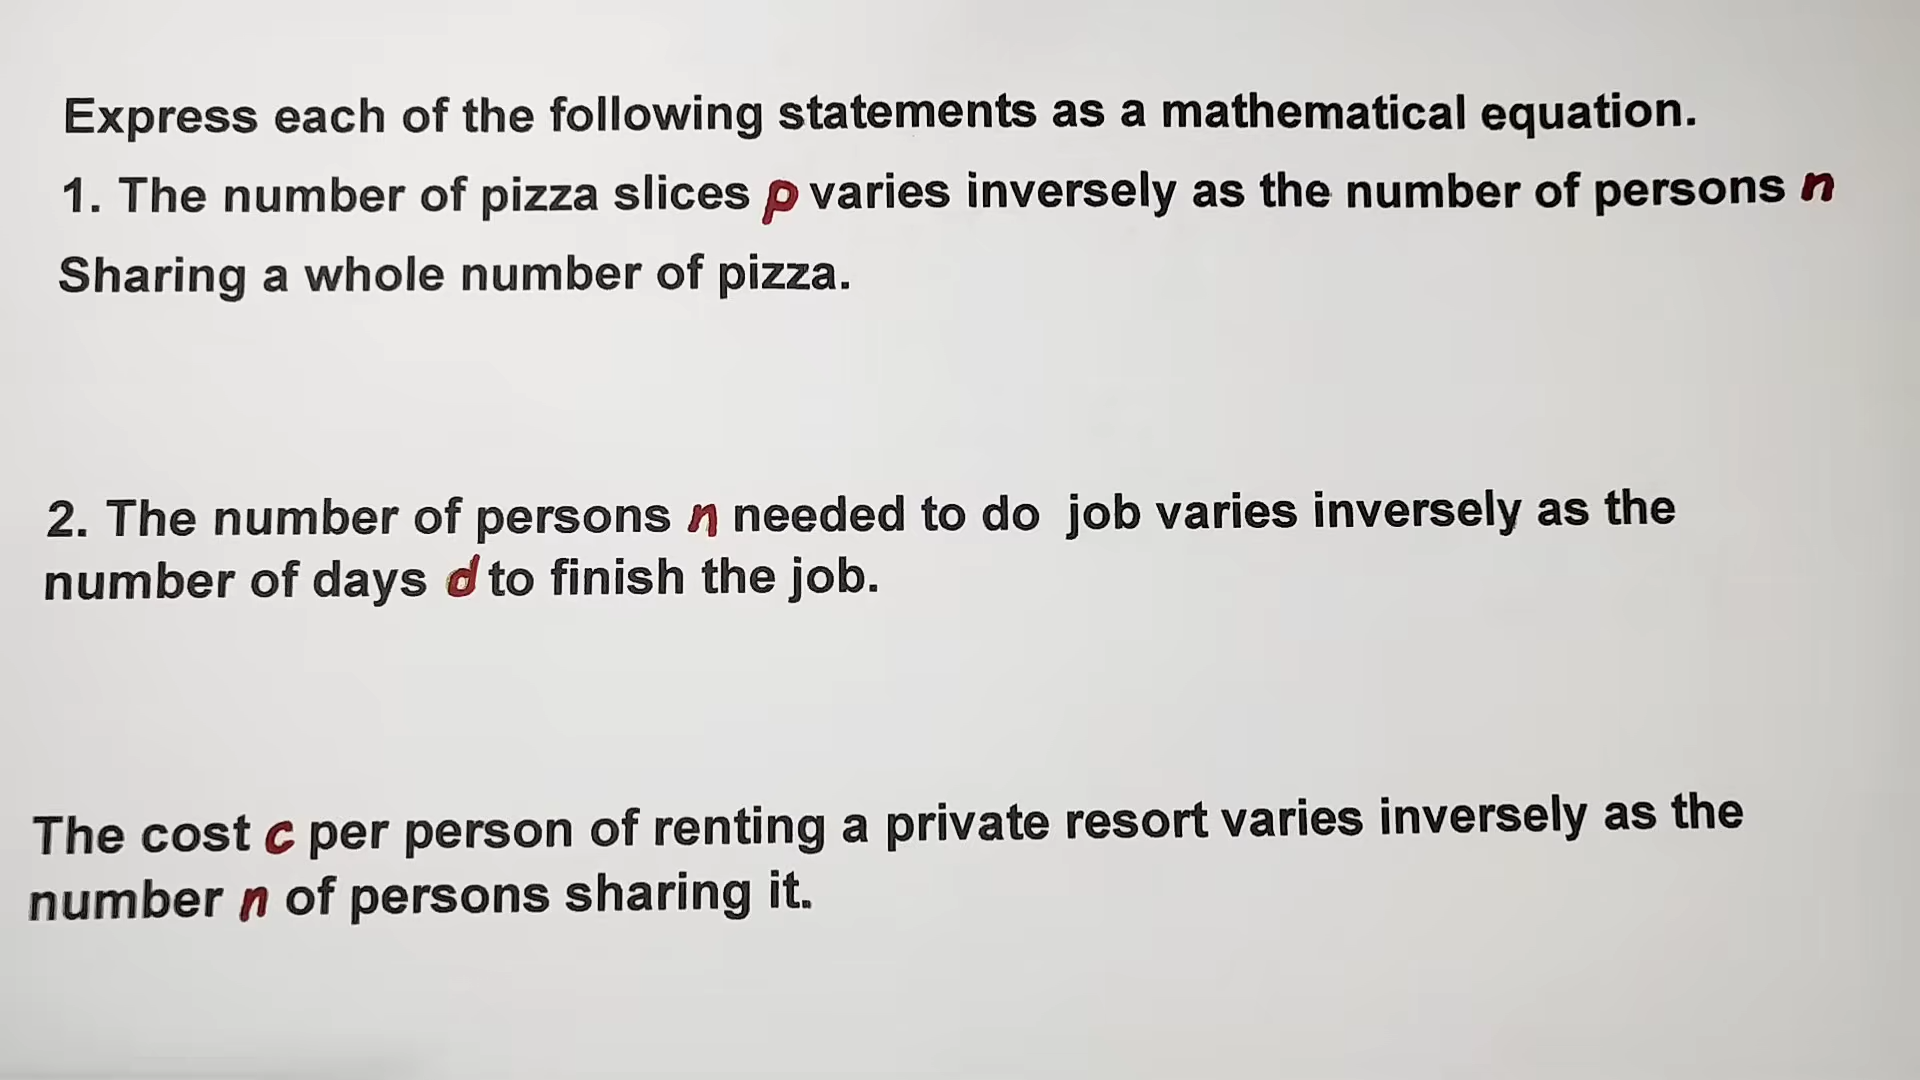 Express each of the following statements as a mathematical equation.
1. The number of pizza slices p varies inversely as the number of persons n
Sharing a whole number of pizza.
2. The number of persons n needed to do job varies inversely as the
number of days d to finish the job.
The cost c per person of renting a private resort varies inversely as the
number n of persons sharing it.